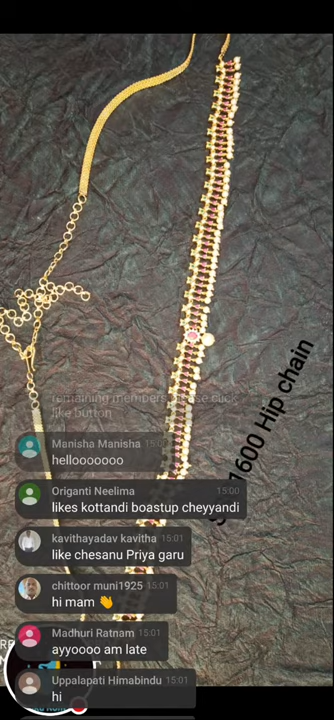 remaining members please click
like button
Manisha Manisha 15:00
hellooooooo
Origanti Neelima 15:00
likes kottandi boastup cheyyandi
kavithayadav kavitha 15:01
like chesanu Priya garu
chittoor muni1925 15:01
hi mam 👋
Madhuri Ratnam 15:01
ayyoooo am late
Uppalapati Himabindu 15:01
hi
1600 Hip chain